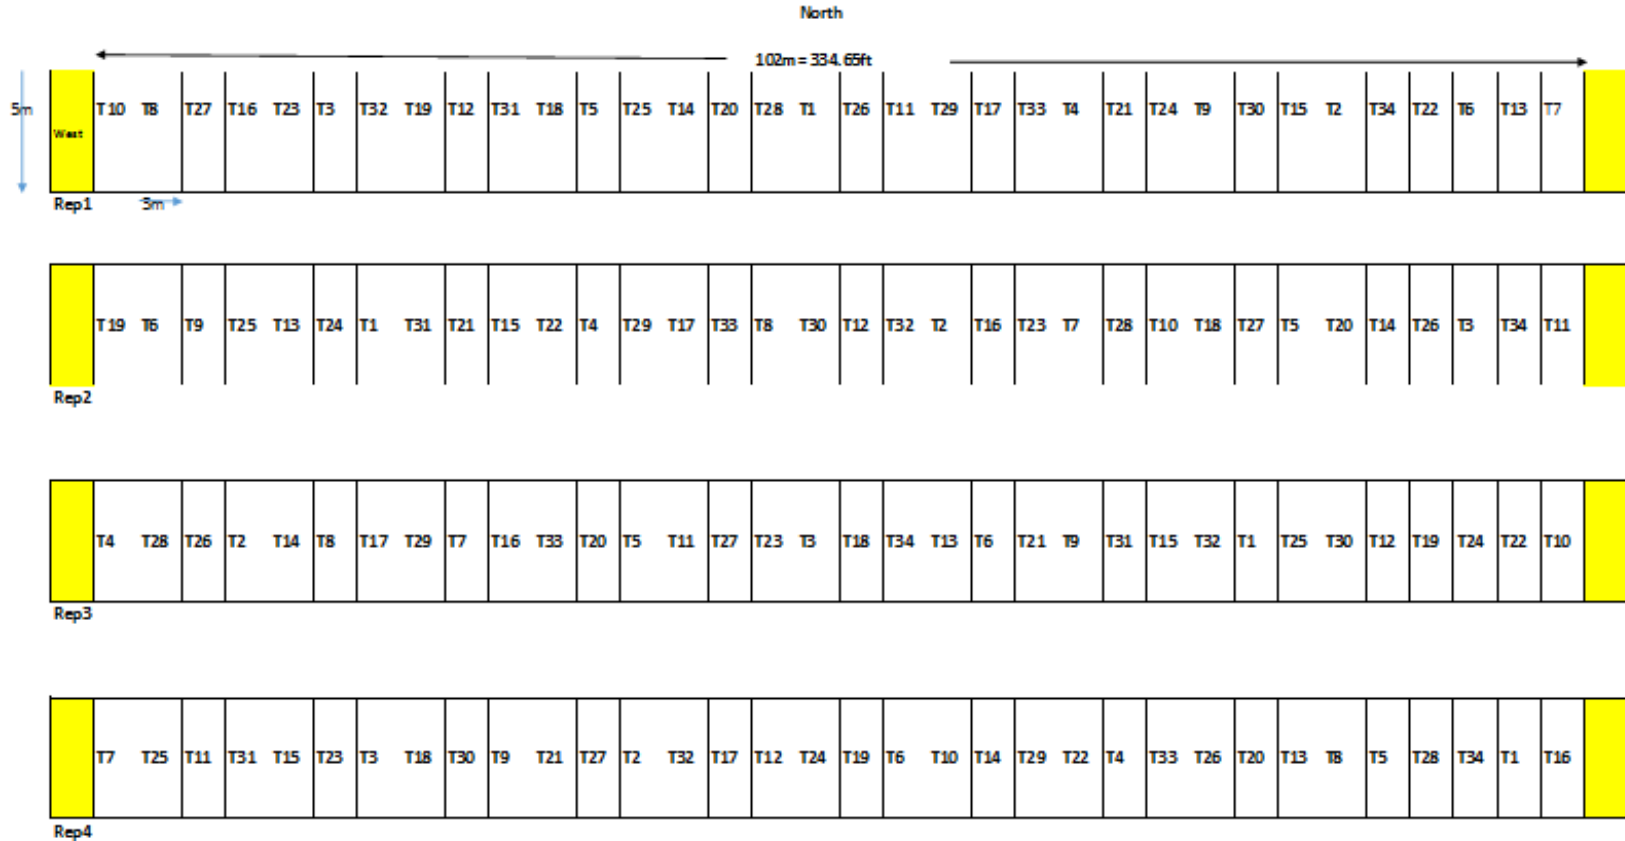 North
102m = 334.65ft
5m
T10 T8 T27 T16 T23 T3 T32 T19 T12 T31 T18 T5 T25 T14 T20 T28 T1 T26 T11 T29 T17 T33 T4 T21 T24 T9 T30 T15 T2 T34 T22 T6 T13 T7
West
Rep1 5m
T19 T6 T9 T25 T13 T24 T1 T31 T21 T15 T22 T4 T29 T17 T33 T8 T30 T12 T32 T2 T16 T23 T7 T28 T10 T18 T27 T5 T20 T14 T26 T3 T34 T11
Rep2
T4 T28 T26 T2 T14 T8 T17 T29 T7 T16 T33 T20 T5 T11 T27 T23 T3 T18 T34 T13 T6 T21 T9 T31 T15 T32 T1 T25 T30 T12 T19 T24 T22 T10
Rep3
T7 T25 T11 T31 T15 T23 T3 T18 T30 T9 T21 T27 T2 T32 T17 T12 T24 T19 T6 T10 T14 T29 T22 T4 T33 T26 T20 T13 T8 T5 T28 T34 T1 T16
Rep4